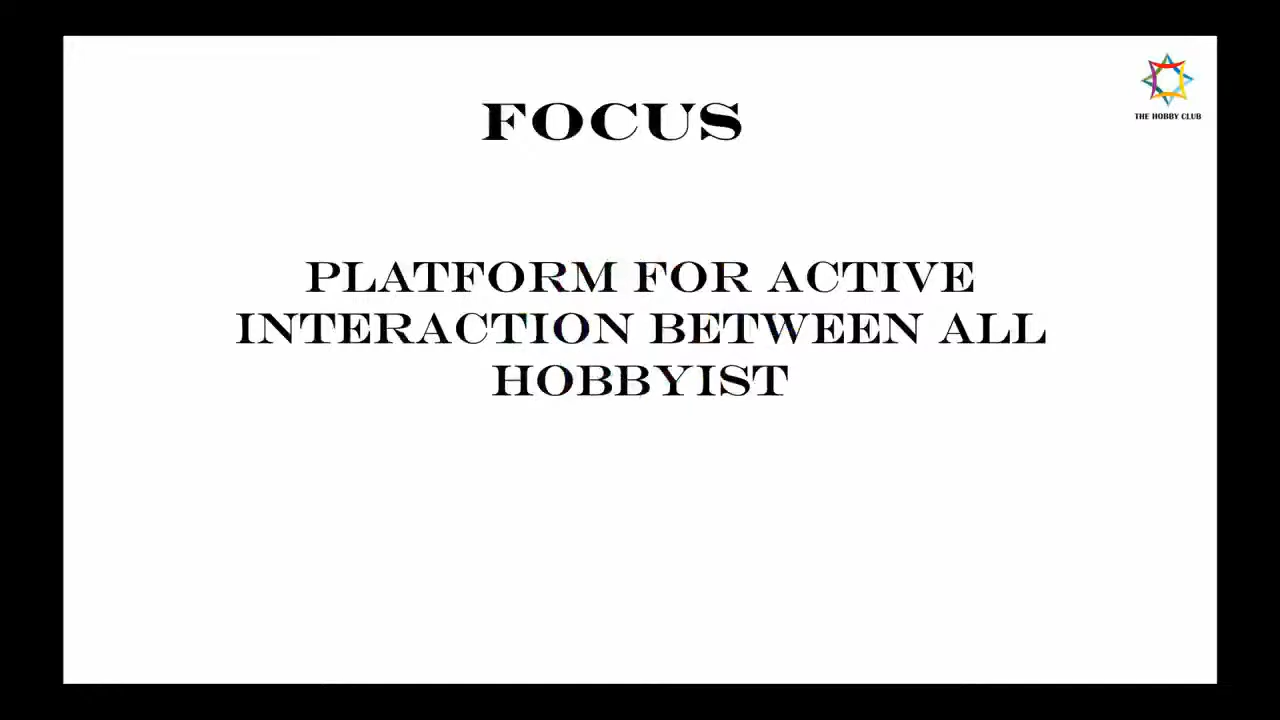 FOCUS
THE HOBBY CLUB
PLATFORM FOR ACTIVE
INTERACTION BETWEEN ALL
HOBBYIST